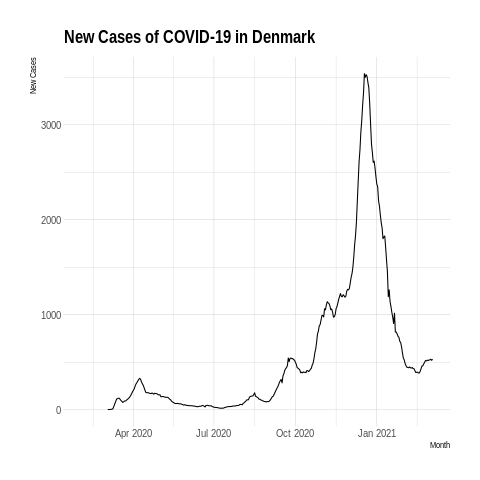 New Cases of COVID-19 in Denmark
New Cases
3000
2000
1000
0
Apr 2020 Jul 2020 Oct 2020 Jan 2021
Month